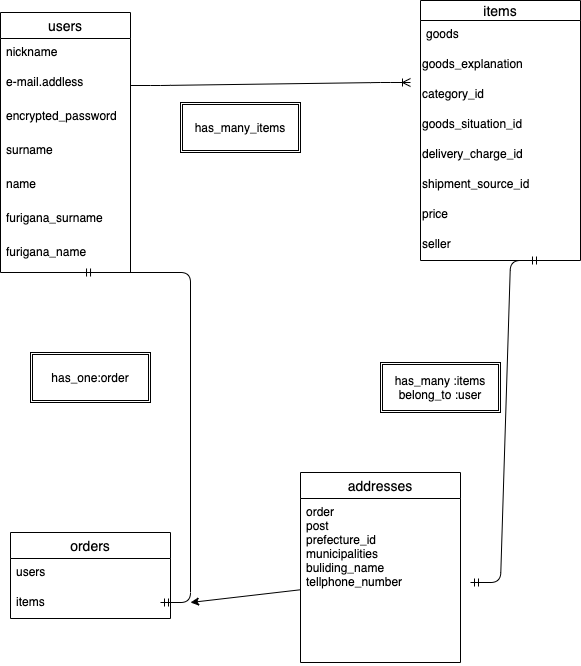 users
nickname
e-mail.addless
encrypted_password
surname
name
furigana_surname
furigana_name
has_many_items
items
goods
goods_explanation
category_id
goods_situation_id
delivery_charge_id
shipment_source_id
price
seller
has_one:order
has_many :items
belong_to :user
orders
users
items
addresses
order
post
prefecture_id
municipalities
buliding_name
tellphone_number